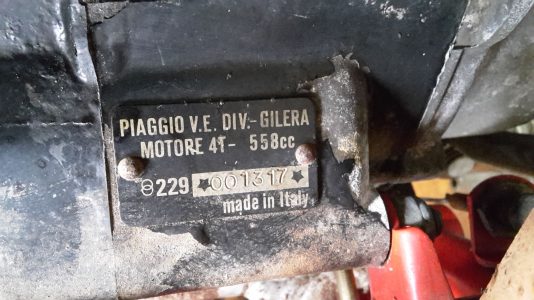 PIAGGIO V.E. DIV.- GILERA
MOTORE 4T- 558cc
⊖229 ★001317★
made in Italy